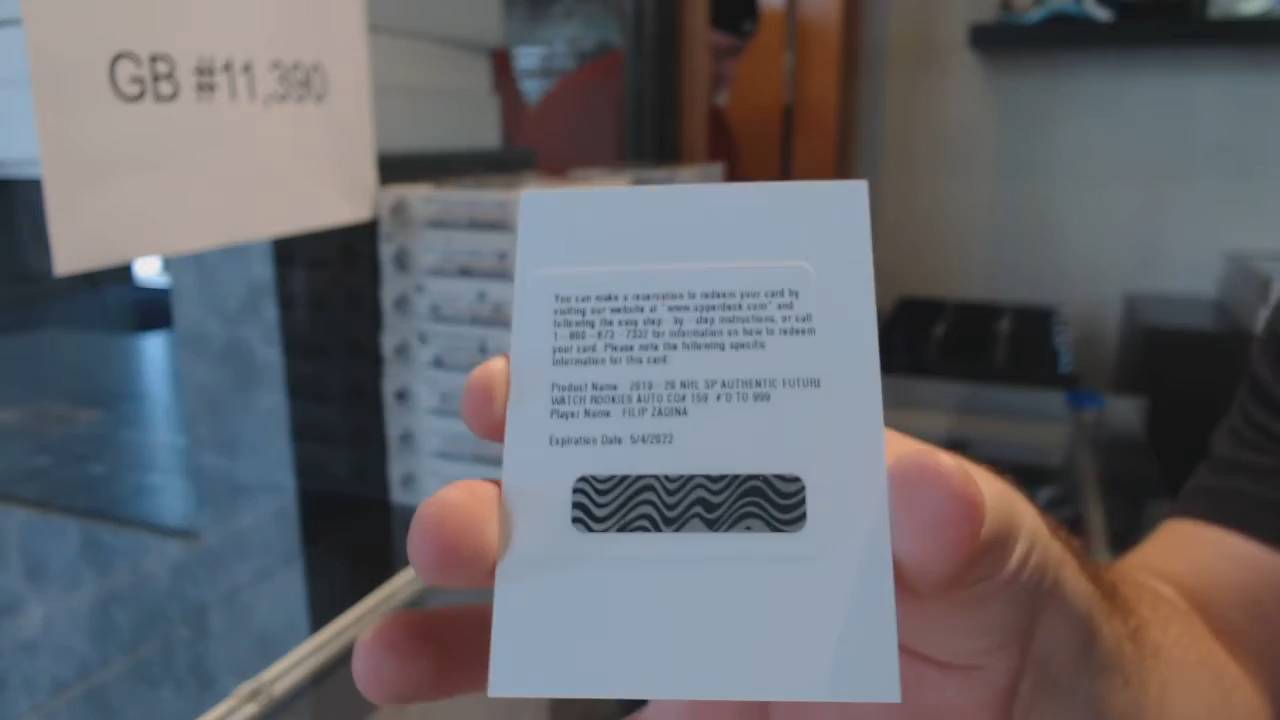 GB #11,390
You can make a reservation to redeem your card by
visiting our website at "www.upperdeck.com" and
following the easy step - by - step instructions, or call
1 - 800 - 873 - 7332 for information on how to redeem
your card. Please note the following specific
information for this card:
Product Name 2019 - 20 NHL SP AUTHENTIC FUTURE
WATCH ROOKIES AUTO CC# 159 #'D TO 999
Player Name FILIP ZADINA
Expiration Date: 5/4/2022